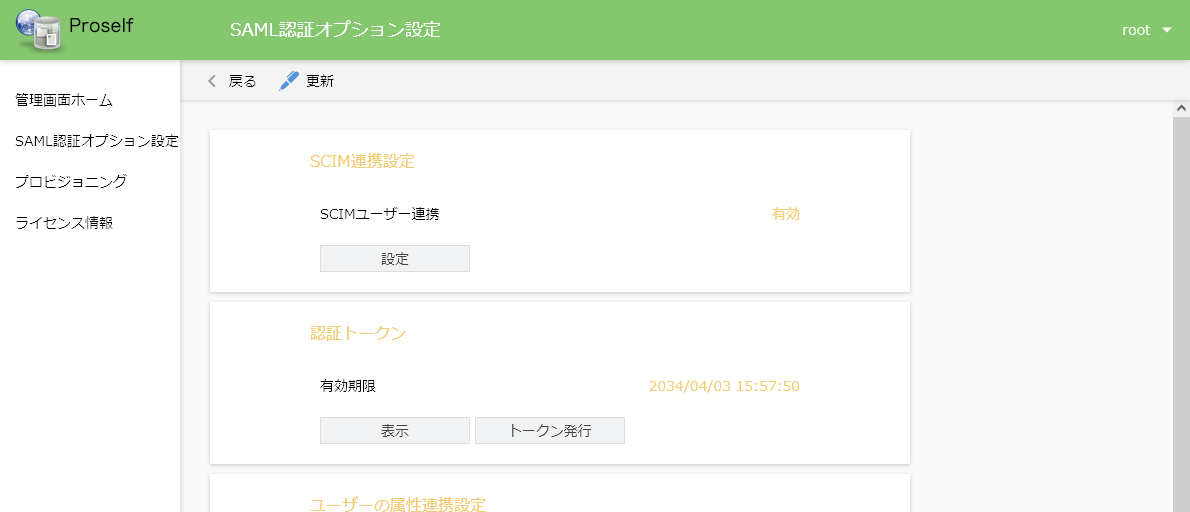 Proself
SAML認証オプション設定
root
管理画面ホーム
SAML認証オプション設定
プロビジョニング
ライセンス情報
戻る
更新
SCIM連携設定
SCIMユーザー連携
有効
設定
認証トークン
有効期限
2034/04/03 15:57:50
表示
トークン発行
ユーザーの属性連携設定